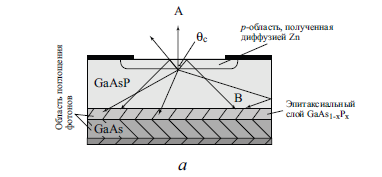 A
θc
p-область, полученная
диффузией Zn
GaAsP
B
Область поглощения
фотонов
GaAs
Эпитаксиальный
слой GaAs1-xPx
а